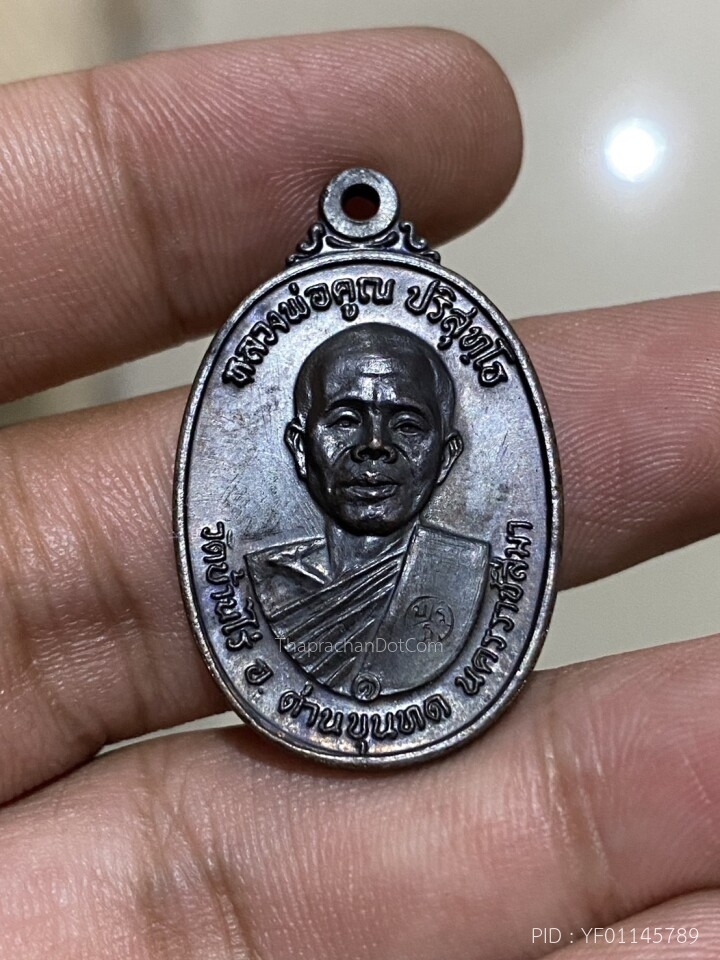 หลวงพ่อคูณ ปริสุทฺโธ
วัดบ้านไร่ อ. ด่านขุนทด นครราชสีมา
ThaprachanDotCom
PID : YF01145789